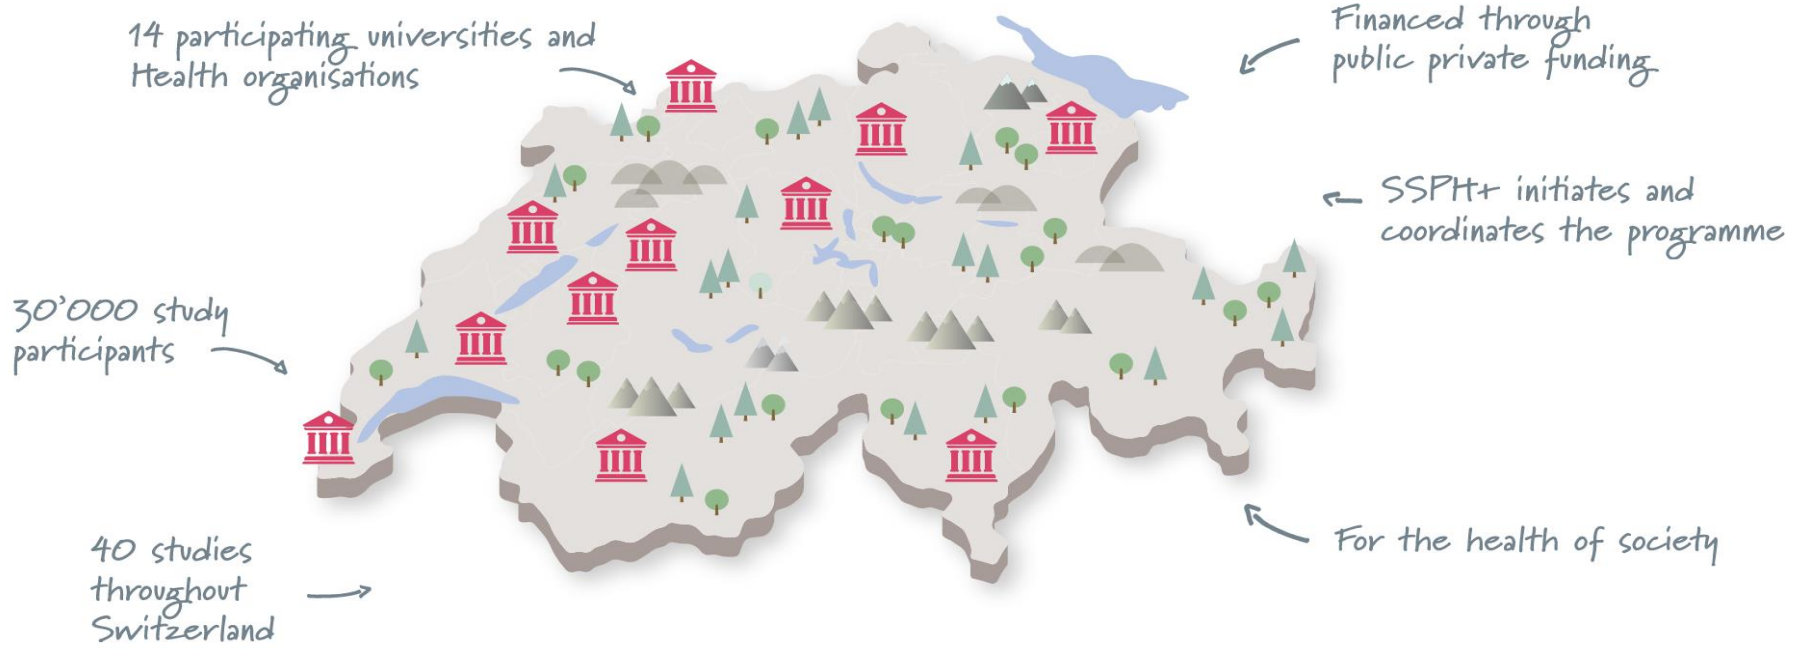 14 participating universities and
Health organisations
Financed through
public private funding
SSPH+ initiates and
coordinates the programme
30'000 study
participants
40 studies
throughout
Switzerland
For the health of society